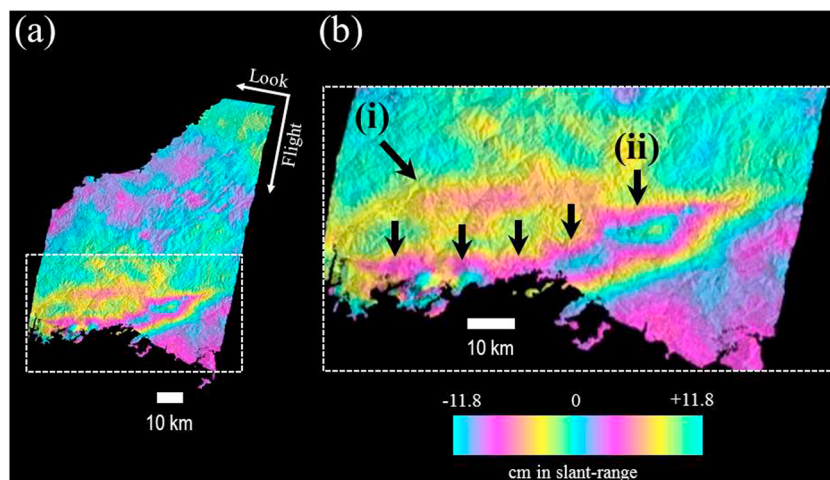 (a)
Look
Flight
10 km
(b)
(i)
(ii)
10 km
-11.8 0 +11.8
cm in slant-range